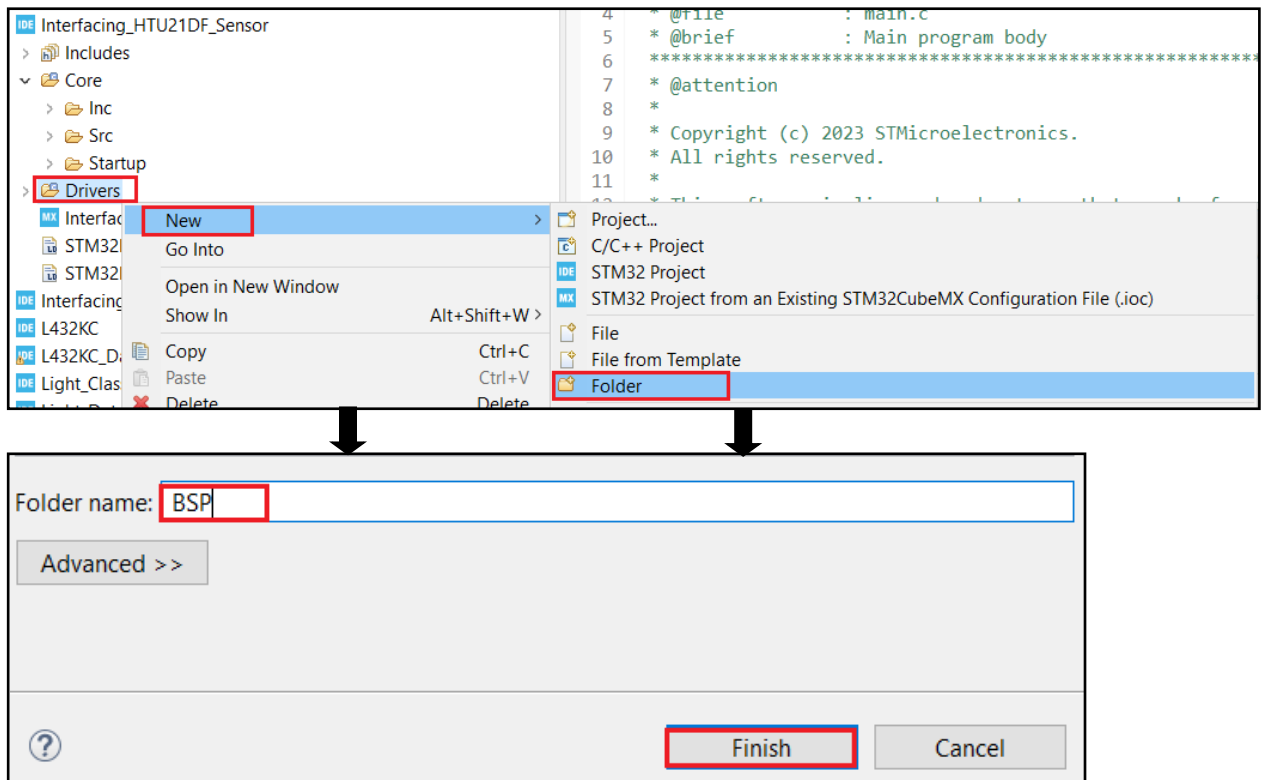 Interfacing_HTU21DF_Sensor
Includes
Core
Inc
Src
Startup
Drivers
Interfac
STM32
STM32
Interfacing
L432KC
L432KC_Da
Light_Clas
4 * @file : main.c
5 * @brief : Main program body
6 ******************************************************************
7 * @attention
8 *
9 * Copyright (c) 2023 STMicroelectronics.
10 * All rights reserved.
11 *
New >
Go Into
Open in New Window
Show In Alt+Shift+W >
Copy Ctrl+C
Paste Ctrl+V
Delete Delete
Project...
C/C++ Project
STM32 Project
STM32 Project from an Existing STM32CubeMX Configuration File (.ioc)
File
File from Template
Folder
Folder name: BSP
Advanced >>
Finish Cancel